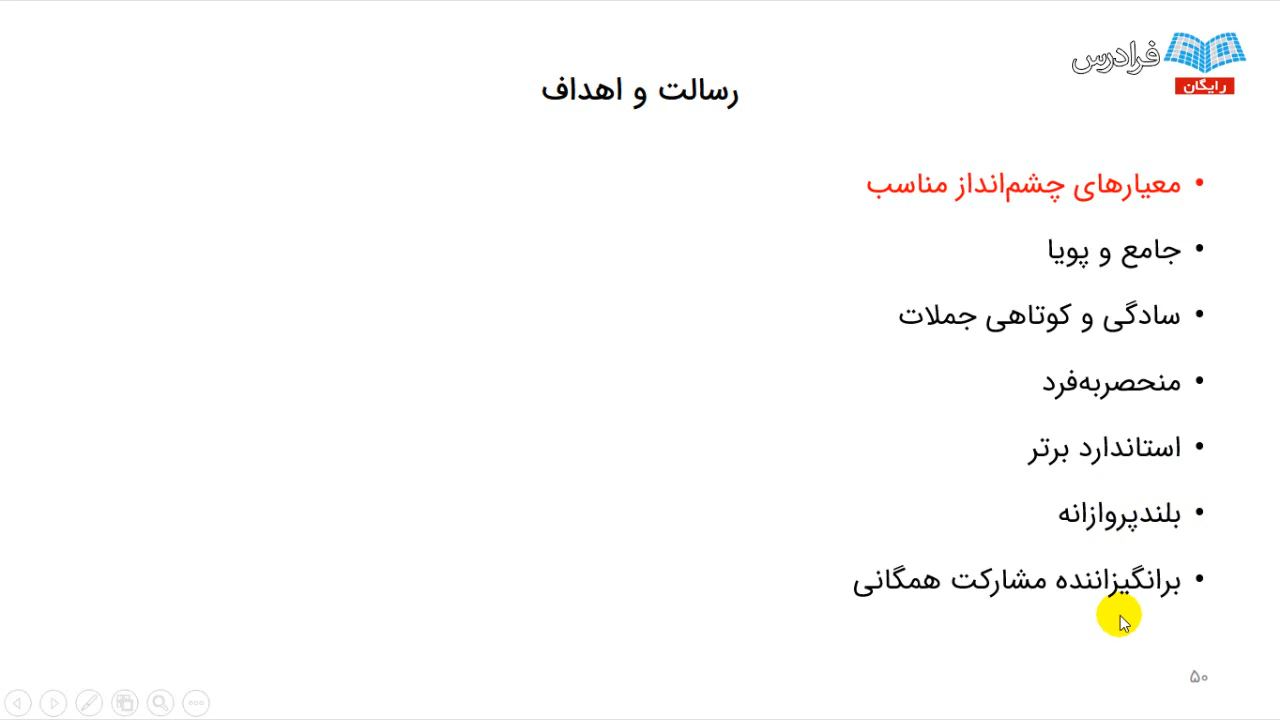 فرادرس
رایگان
رسالت و اهداف
• معیارهای چشم‌انداز مناسب
• جامع و پویا
• سادگی و کوتاهی جملات
• منحصربه‌فرد
• استاندارد برتر
• بلندپروازانه
• برانگیزاننده مشارکت همگانی
۵۰